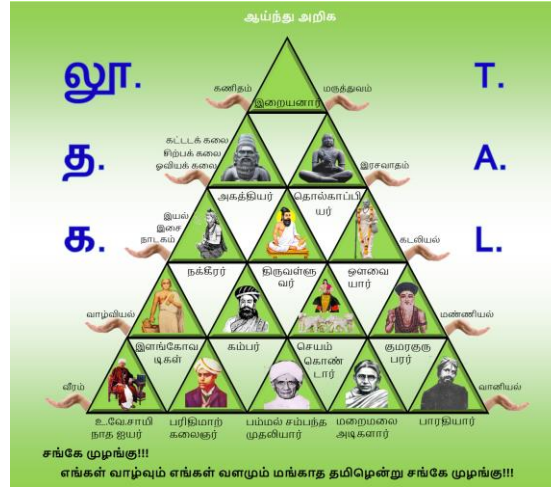 ஆய்ந்து அறிக
லூ.
T.
கணிதம்
மருத்துவம்
இறையனார்
த.
A.
கட்டடக் கலை
சிற்பக் கலை
ஓவியக் கலை
இரசவாதம்
அகத்தியர்
தொல்காப்பி
யர்
க.
L.
இயல்
இசை
நாடகம்
கடலியல்
நக்கீரர்
திருவள்ளு
வர்
ஔவை
யார்
வாழ்வியல்
மண்ணியல்
இளங்கோவ
டிகள்
கம்பர்
செயம்
கொண்
டார்
குமரகுரு
பரர்
வீரம்
வானியல்
உ.வே.சாமி
நாத ஐயர்
பரிதிமாற்
கலைஞர்
பம்மல் சம்பந்த
முதலியார்
மறைமலை
அடிகளார்
பாரதியார்
சங்கே முழங்கு!!!
எங்கள் வாழ்வும் எங்கள் வளமும் மங்காத தமிழென்று சங்கே முழங்கு!!!